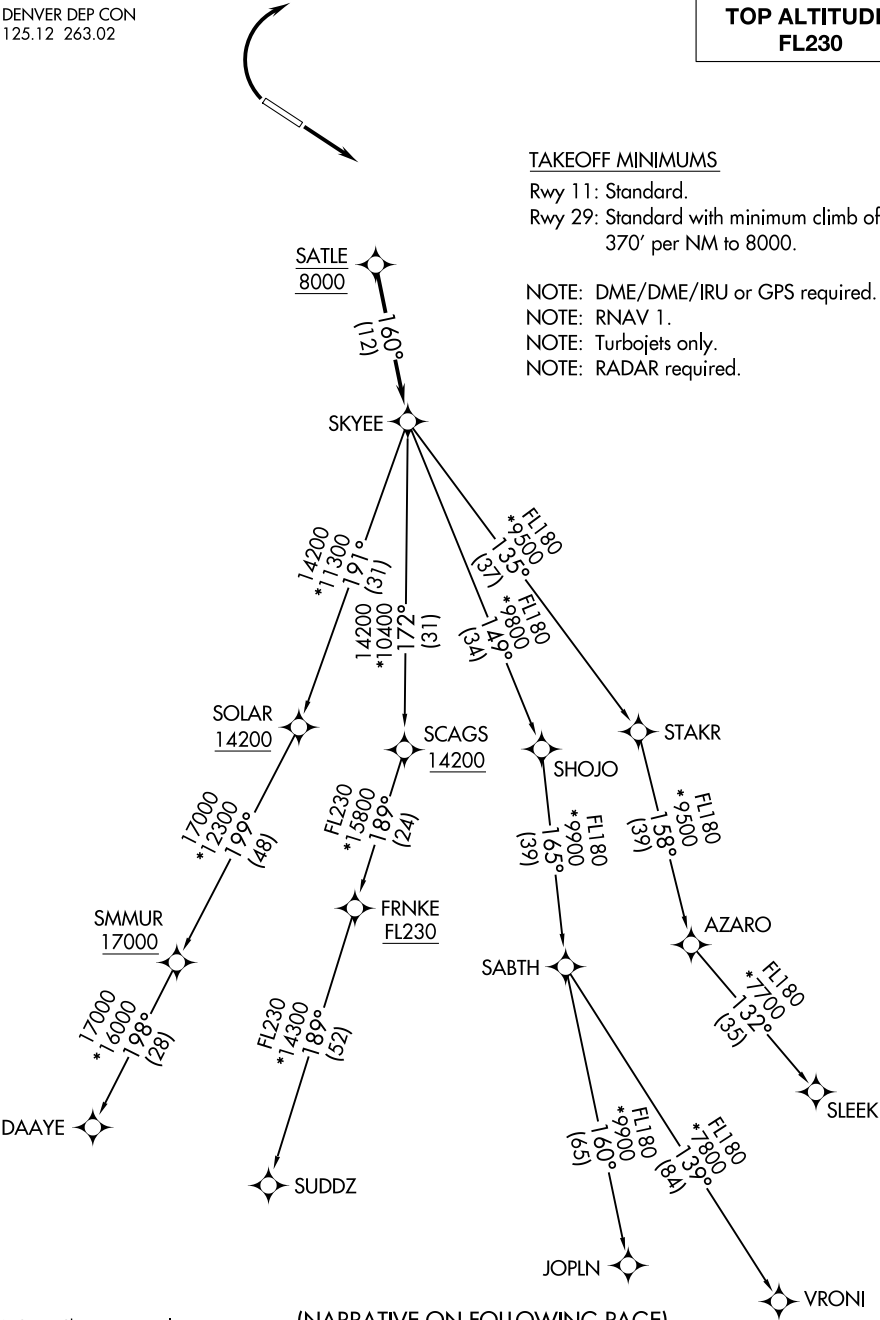 DENVER DEP CON
125.12 263.02
TOP ALTITUDE
FL230
TAKEOFF MINIMUMS
Rwy 11: Standard.
Rwy 29: Standard with minimum climb of
370' per NM to 8000.
NOTE: DME/DME/IRU or GPS required.
NOTE: RNAV 1.
NOTE: Turbojets only.
NOTE: RADAR required.
SATLE
8000
160°
(12)
SKYEE
14200
*11300
191°
(31)
14200
*10400
172°
(31)
FL180
*9800
149°
(34)
FL180
*9500
135°
(37)
SOLAR
14200
SCAGS
14200
SHOJO
STAKR
17000
*12300
199°
(48)
FL230
*15800
189°
(24)
FL180
*9900
165°
(39)
FL180
*9500
158°
(39)
SMMUR
17000
FRNKE
FL230
SABTH
AZARO
17000
*16000
198°
(28)
FL230
*14300
189°
(52)
FL180
*9900
160°
(65)
FL180
*7800
139°
(84)
FL180
*7700
132°
(35)
DAAYE
SUDDZ
SLEEK
JOPLN
VRONI
(NARRATIVE ON FOLLOWING PAGE)